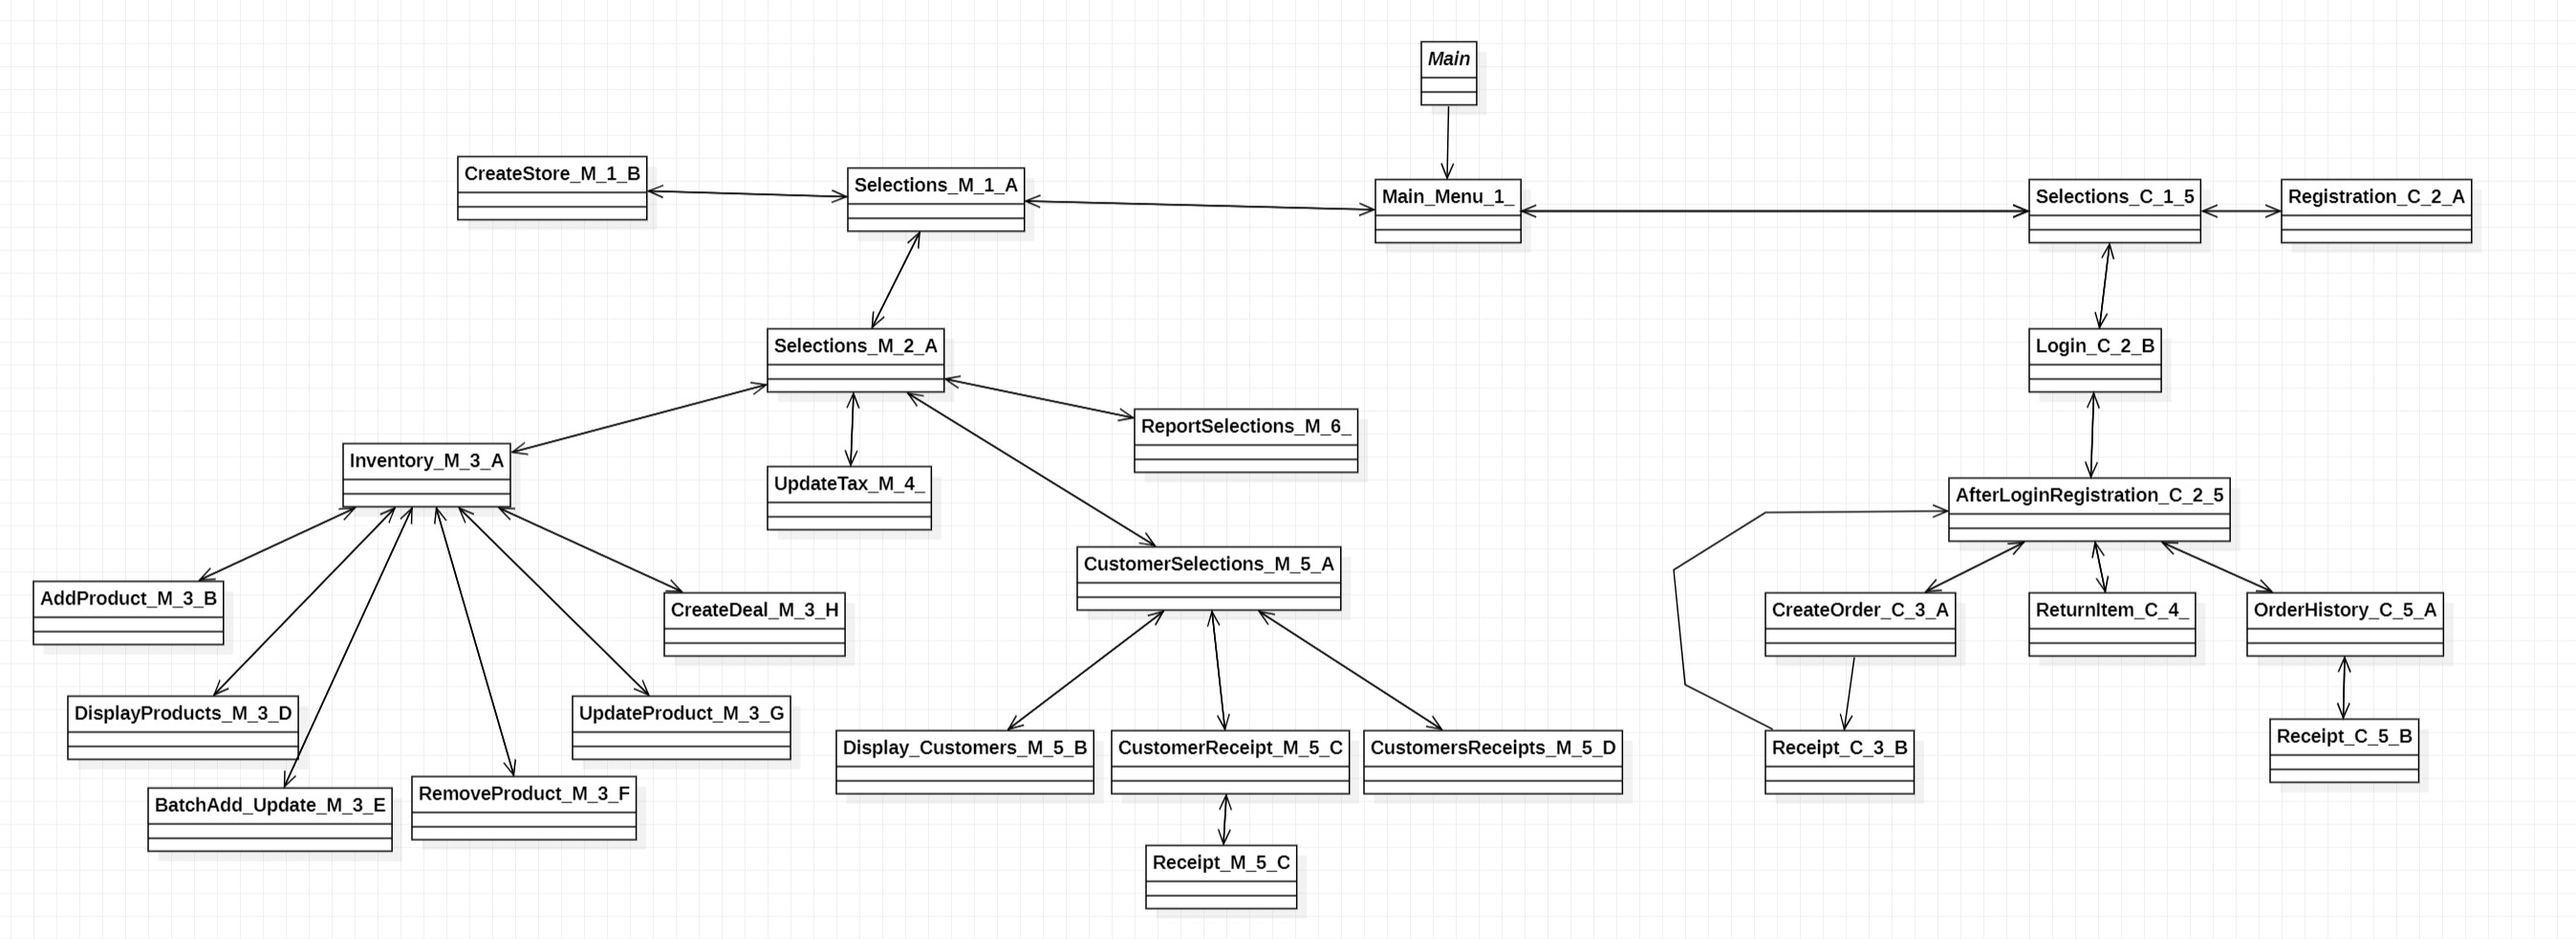 Main
CreateStore_M_1_B
Selections_M_1_A
Main_Menu_1_
Selections_C_1_5
Registration_C_2_A
Selections_M_2_A
Login_C_2_B
ReportSelections_M_6_
Inventory_M_3_A
UpdateTax_M_4_
AfterLoginRegistration_C_2_5
CustomerSelections_M_5_A
AddProduct_M_3_B
CreateDeal_M_3_H
CreateOrder_C_3_A
ReturnItem_C_4_
OrderHistory_C_5_A
DisplayProducts_M_3_D
UpdateProduct_M_3_G
Display_Customers_M_5_B
CustomerReceipt_M_5_C
CustomersReceipts_M_5_D
Receipt_C_3_B
Receipt_C_5_B
BatchAdd_Update_M_3_E
RemoveProduct_M_3_F
Receipt_M_5_C